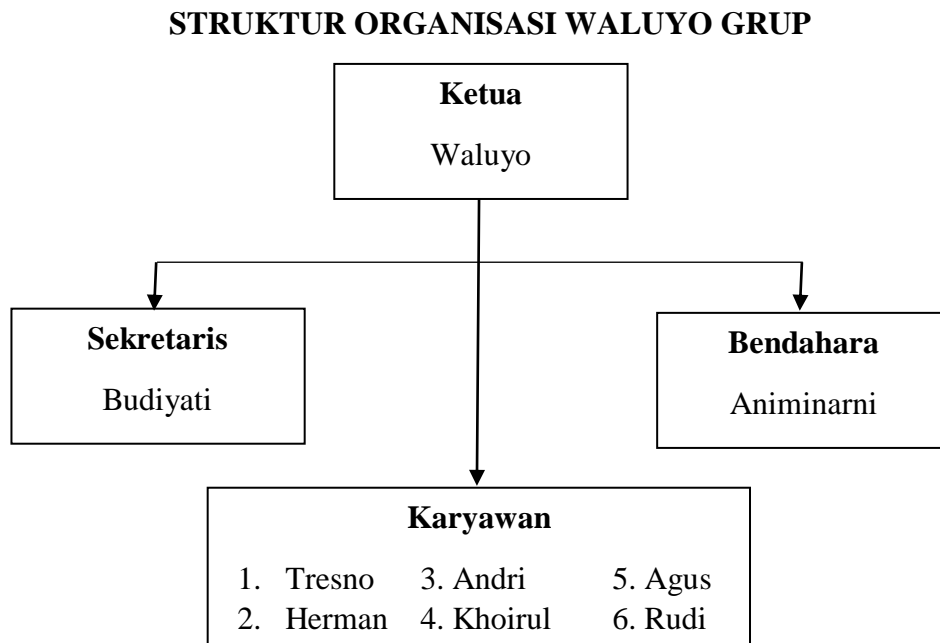 STRUKTUR ORGANISASI WALUYO GRUP
Ketua
Waluyo
Sekretaris
Budiyati
Bendahara
Animinarni
Karyawan
1. Tresno 3. Andri 5. Agus
2. Herman 4. Khoirul 6. Rudi